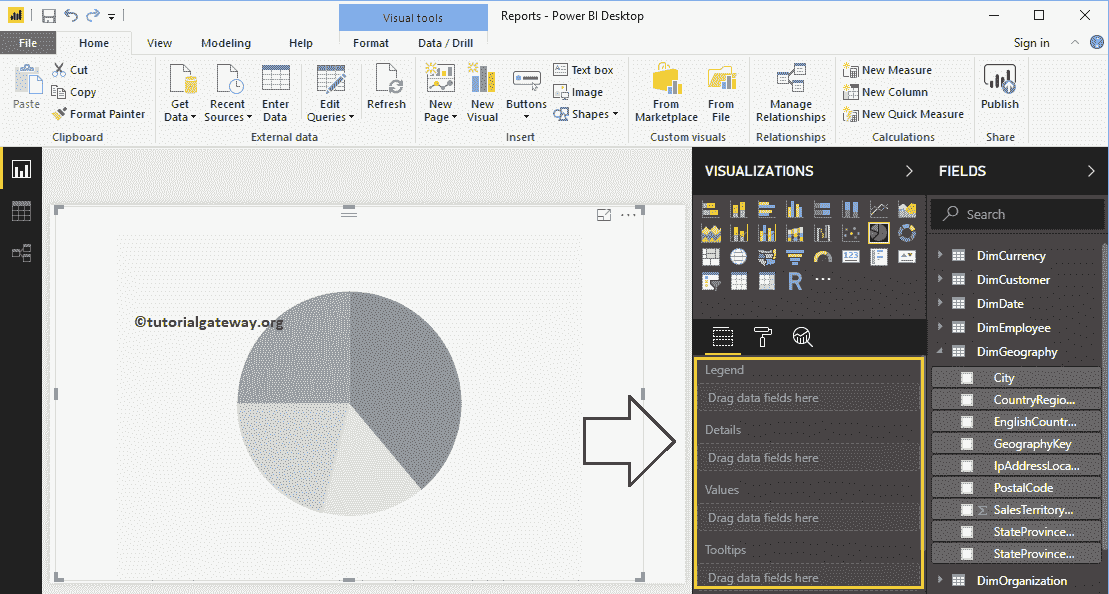 Visual tools
Reports - Power BI Desktop
File
Home
View
Modeling
Help
Format
Data / Drill
Sign in
Paste
Cut
Copy
Format Painter
Clipboard
Get Data
Recent Sources
Enter Data
Edit Queries
Refresh
External data
New Page
New Visual
Buttons
Text box
Image
Shapes
Insert
From Marketplace
From File
Custom visuals
Manage Relationships
Relationships
New Measure
New Column
New Quick Measure
Calculations
Publish
Share
©tutorialgateway.org
VISUALIZATIONS
123
R
Legend
Drag data fields here
Details
Drag data fields here
Values
Drag data fields here
Tooltips
Drag data fields here
FIELDS
Search
DimCurrency
DimCustomer
DimDate
DimEmployee
DimGeography
City
CountryRegio...
EnglishCountr...
GeographyKey
IpAddressLoca...
PostalCode
Σ SalesTerritory...
StateProvince...
StateProvince...
DimOrganization